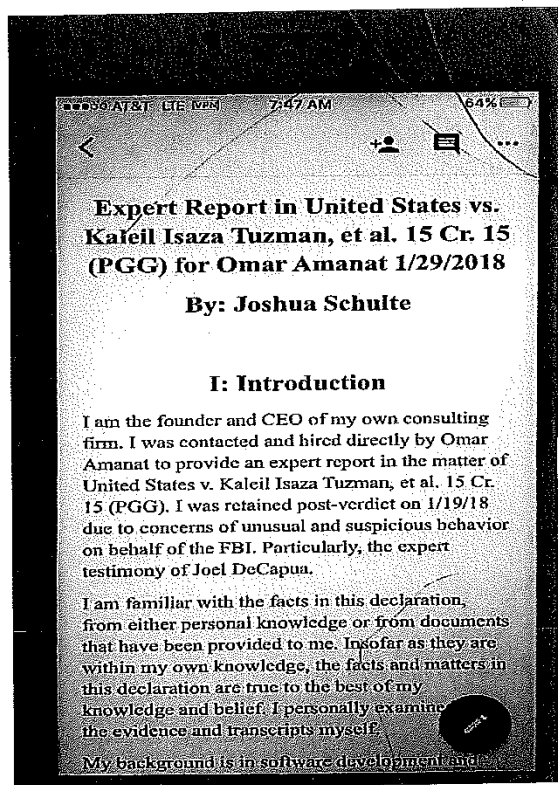 AT&T LTE VPN 7:47 AM 64%
Expert Report in United States vs.
Kaleil Isaza Tuzman, et al. 15 Cr. 15
(PGG) for Omar Amanat 1/29/2018
By: Joshua Schulte
I: Introduction
I am the founder and CEO of my own consulting
firm. I was contacted and hired directly by Omar
Amanat to provide an expert report in the matter of
United States v. Kaleil Isaza Tuzman, et al. 15 Cr.
15 (PGG). I was retained post-verdict on 1/19/18
due to concerns of unusual and suspicious behavior
on behalf of the FBI. Particularly, the expert
testimony of Joel DeCapua.
I am familiar with the facts in this declaration,
from either personal knowledge or from documents
that have been provided to me. Insofar as they are
within my own knowledge, the facts and matters in
this declaration are true to the best of my
knowledge and belief. I personally examine
the evidence and transcripts myself.
My background is in software development and